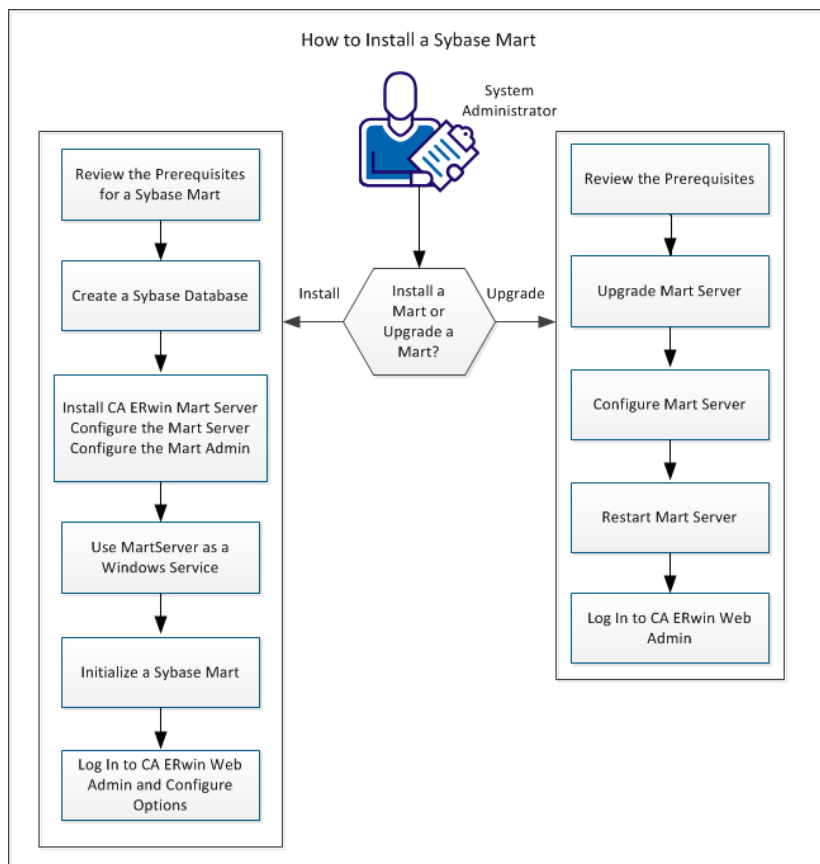 How to Install a Sybase Mart
System
Administrator
Install a
Mart or
Upgrade a
Mart?
Install
Review the Prerequisites
for a Sybase Mart
Create a Sybase Database
Install CA ERwin Mart Server
Configure the Mart Server
Configure the Mart Admin
Use MartServer as a
Windows Service
Initialize a Sybase Mart
Log In to CA ERwin Web
Admin and Configure
Options
Upgrade
Review the Prerequisites
Upgrade Mart Server
Configure Mart Server
Restart Mart Server
Log In to CA ERwin Web
Admin